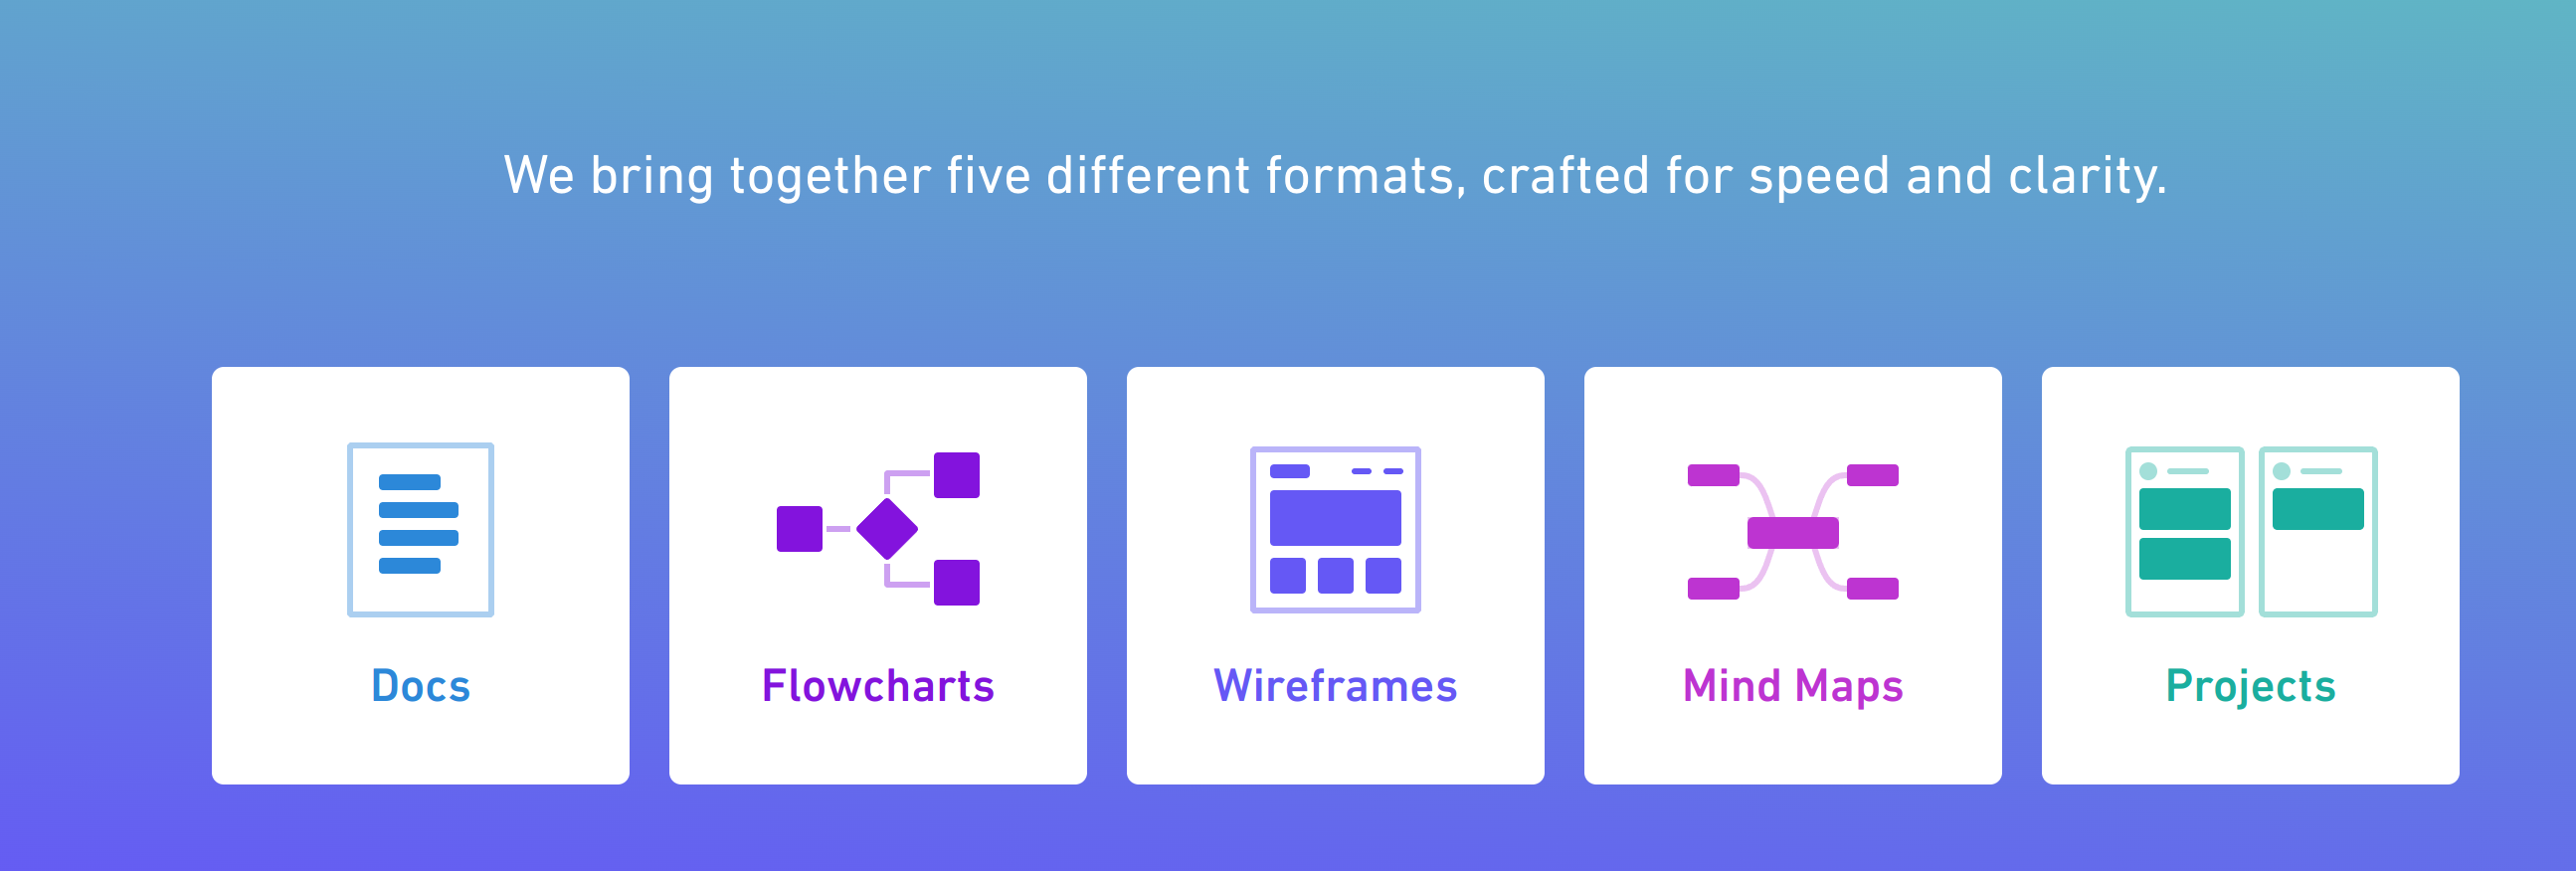 We bring together five different formats, crafted for speed and clarity.
Docs
Flowcharts
Wireframes
Mind Maps
Projects